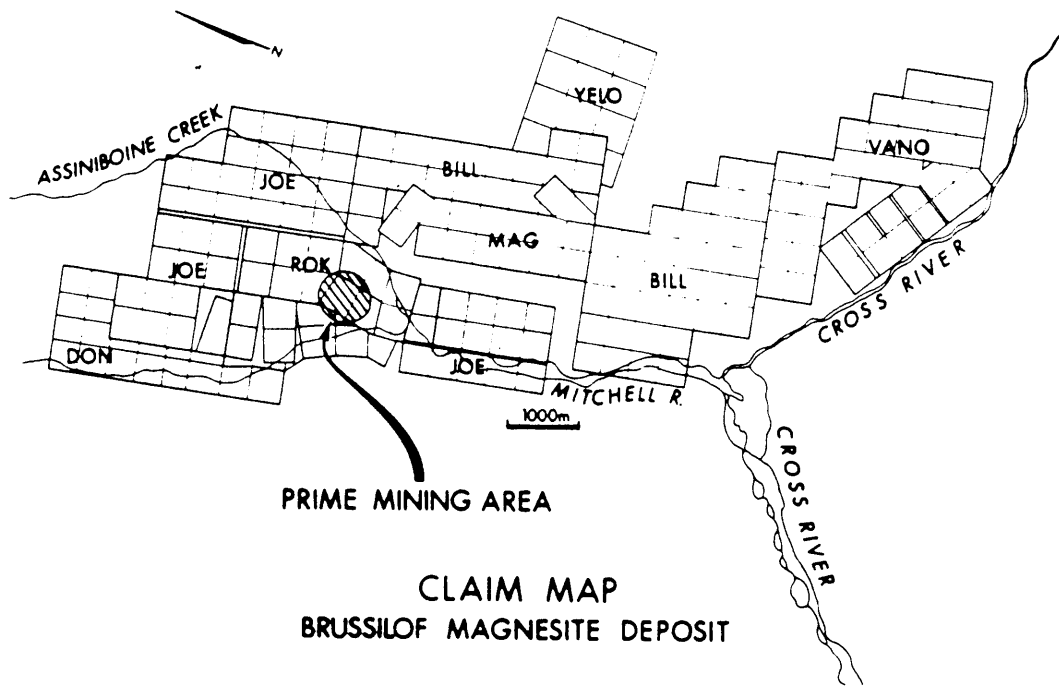 N
YELO
ASSINIBOINE CREEK
VANO
JOE
BILL
MAG
JOE
ROK
BILL
CROSS RIVER
DON
JOE
MITCHELL R.
1000m
CROSS RIVER
PRIME MINING AREA
CLAIM MAP
BRUSSILOF MAGNESITE DEPOSIT